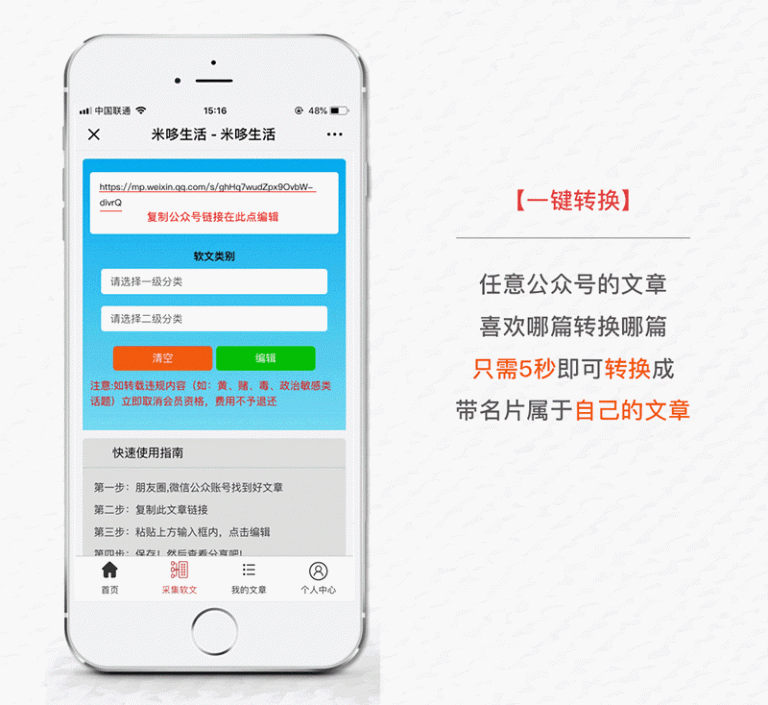 中国联通
15:16
48%
米哆生活 - 米哆生活
https://mp.weixin.qq.com/s/ghHq7wudZpx9OvbW-
divrQ
复制公众号链接在此点编辑
软文类别
请选择一级分类
请选择二级分类
清空
编辑
注意:如转载违规内容（如：黄、赌、毒、政治敏感类
话题）立即取消会员资格，费用不予退还
快速使用指南
第一步：朋友圈,微信公众账号找到好文章
第二步：复制此文章链接
第三步：粘贴上方输入框内，点击编辑
第四步：保存！然后查看分享吧!
首页
采集软文
我的文章
个人中心
【一键转换】
任意公众号的文章
喜欢哪篇转换哪篇
只需5秒即可转换成
带名片属于自己的文章